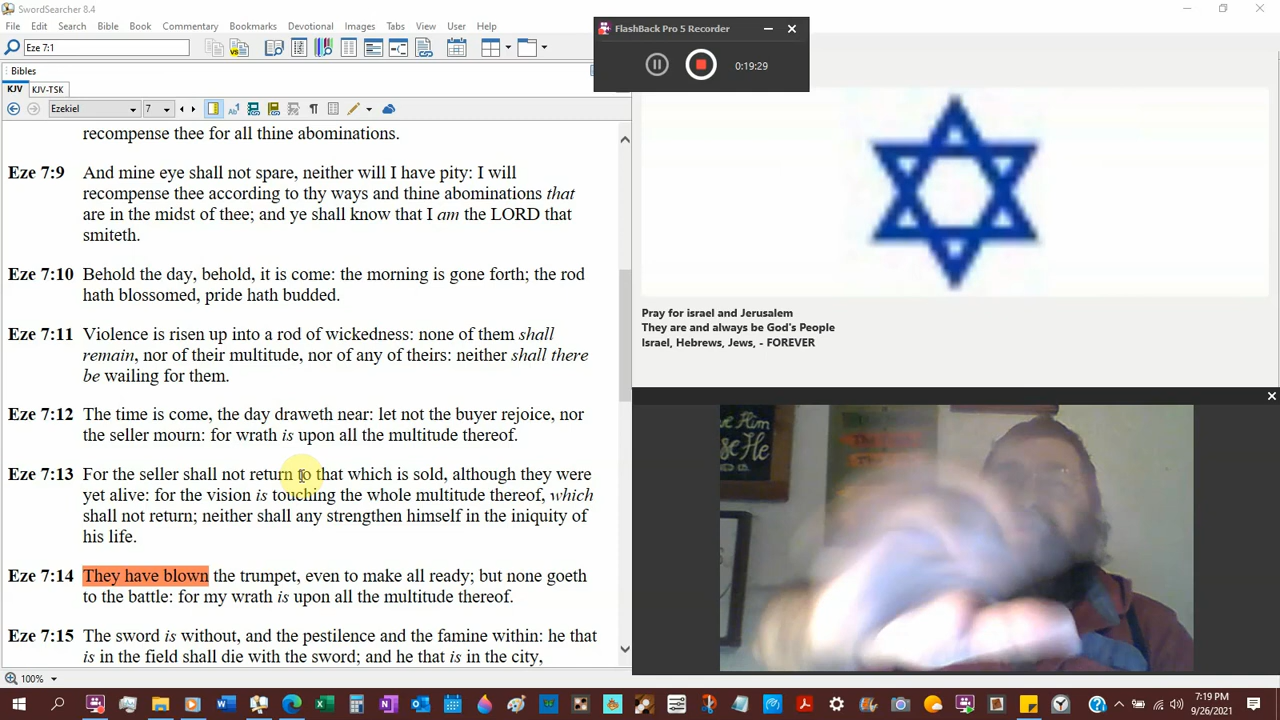 SwordSearcher 8.4
File Edit Search Bible Book Commentary Bookmarks Devotional Images Tabs View User Help
FlashBack Pro 5 Recorder
0:19:29
Eze 7:1
VS
Bibles
KJV KJV-TSK
Ezekiel 7
recompense thee for all thine abominations.
Eze 7:9 And mine eye shall not spare, neither will I have pity: I will
recompense thee according to thy ways and thine abominations that
are in the midst of thee; and ye shall know that I am the LORD that
smiteth.
Eze 7:10 Behold the day, behold, it is come: the morning is gone forth; the rod
hath blossomed, pride hath budded.
Eze 7:11 Violence is risen up into a rod of wickedness: none of them shall
remain, nor of their multitude, nor of any of theirs: neither shall there
be wailing for them.
Eze 7:12 The time is come, the day draweth near: let not the buyer rejoice, nor
the seller mourn: for wrath is upon all the multitude thereof.
Eze 7:13 For the seller shall not return to that which is sold, although they were
yet alive: for the vision is touching the whole multitude thereof, which
shall not return; neither shall any strengthen himself in the iniquity of
his life.
Eze 7:14 They have blown the trumpet, even to make all ready; but none goeth
to the battle: for my wrath is upon all the multitude thereof.
Eze 7:15 The sword is without, and the pestilence and the famine within: he that
is in the field shall die with the sword; and he that is in the city,
100%
Pray for israel and Jerusalem
They are and always be God's People
Israel, Hebrews, Jews, - FOREVER
Him
He
7:19 PM
9/26/2021